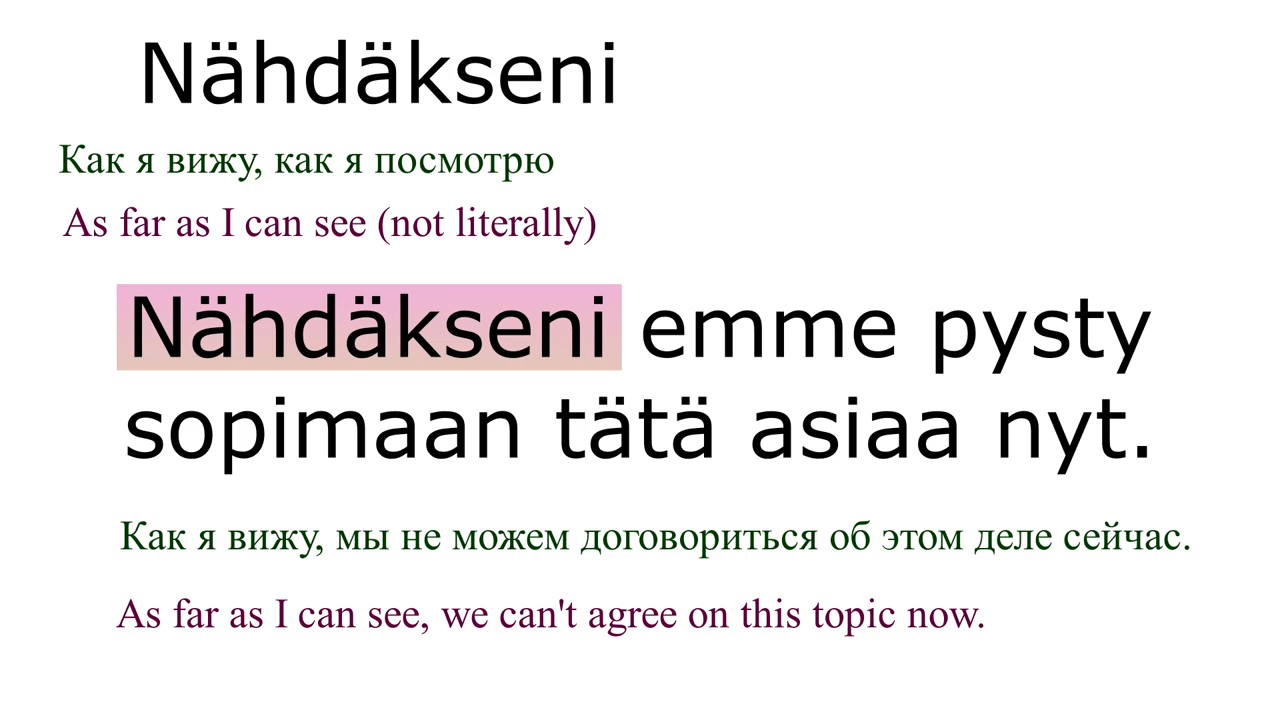 Nähdäkseni
Как я вижу, как я посмотрю
As far as I can see (not literally)
Nähdäkseni emme pysty
sopimaan tätä asiaa nyt.
Как я вижу, мы не можем договориться об этом деле сейчас.
As far as I can see, we can't agree on this topic now.